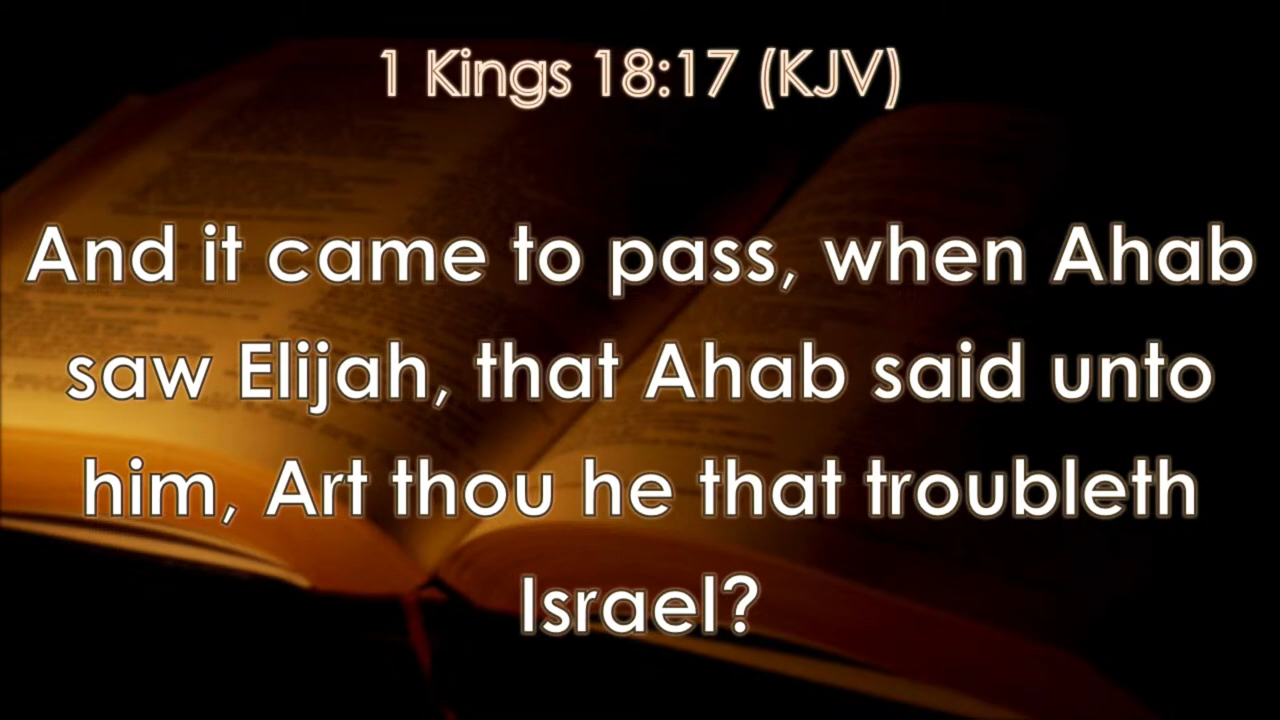 1 Kings 18:17 (KJV)
And it came to pass, when Ahab
saw Elijah, that Ahab said unto
him, Art thou he that troubleth
Israel?